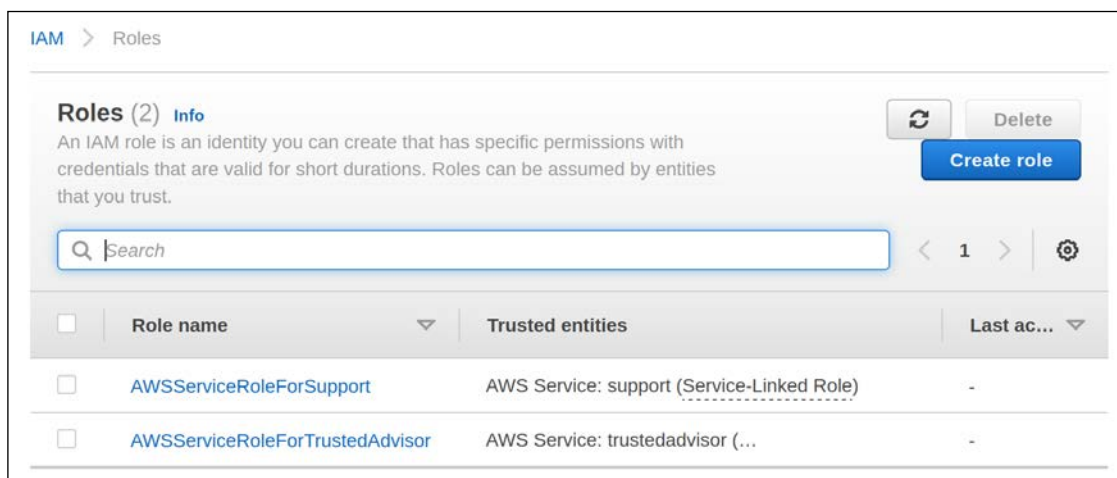 IAM > Roles
Roles (2) Info
Delete
An IAM role is an identity you can create that has specific permissions with
credentials that are valid for short durations. Roles can be assumed by entities
that you trust.
Create role
Search
1
Role name
Trusted entities
Last ac...
AWSServiceRoleForSupport
AWS Service: support (Service-Linked Role)
-
AWSServiceRoleForTrustedAdvisor
AWS Service: trustedadvisor (...
-